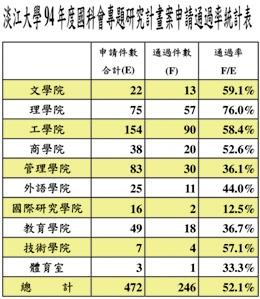 淡江大學94年度國科會專題研究計畫案申請通過率統計表
申請件數 通過件數 通過率
合計(E) (F) F/E
文學院 22 13 59.1%
理學院 75 57 76.0%
工學院 154 90 58.4%
商學院 38 20 52.6%
管理學院 83 30 36.1%
外語學院 25 11 44.0%
國際研究學院 16 2 12.5%
教育學院 49 18 36.7%
技術學院 7 4 57.1%
體育室 3 1 33.3%
總 計 472 246 52.1%